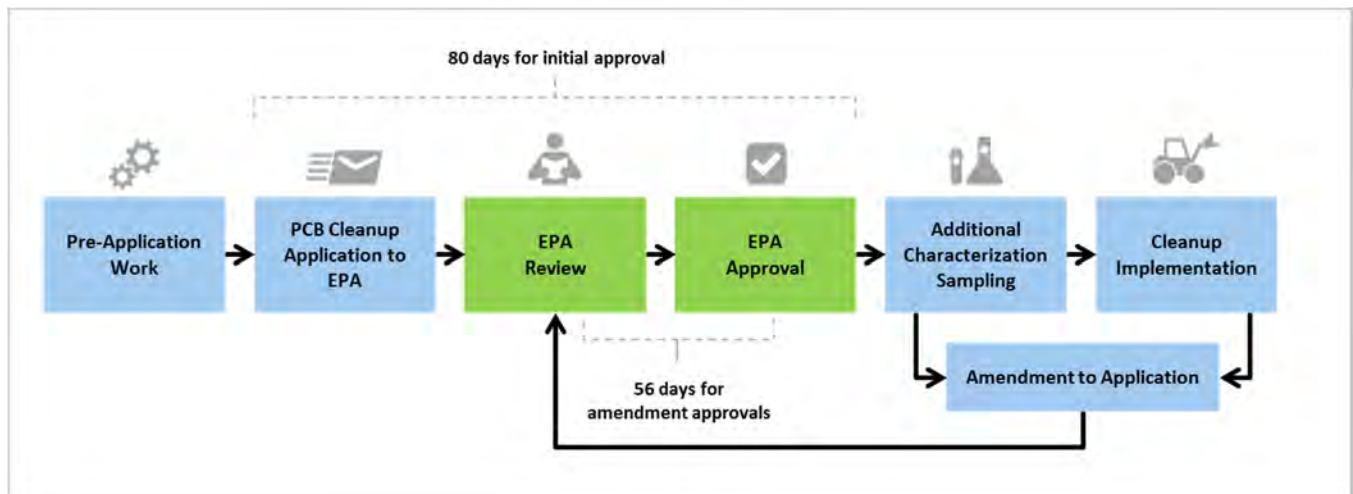 80 days for initial approval
Pre-Application
Work
PCB Cleanup
Application to
EPA
EPA
Review
EPA
Approval
Additional
Characterization
Sampling
Cleanup
Implementation
Amendment to Application
56 days for
amendment approvals